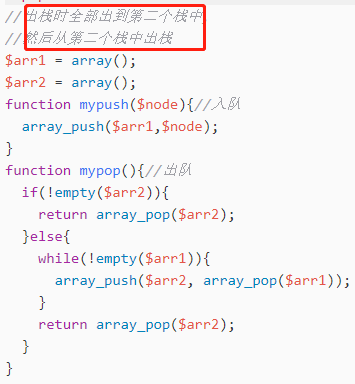 //出栈时全部出到第二个栈中
//然后从第二个栈中出栈
$arr1 = array();
$arr2 = array();
function mypush($node){//入队
  array_push($arr1,$node);
}
function mypop(){//出队
  if(!empty($arr2)){
    return array_pop($arr2);
  }else{
    while(!empty($arr1)){
      array_push($arr2, array_pop($arr1));
    }
    return array_pop($arr2);
  }
}